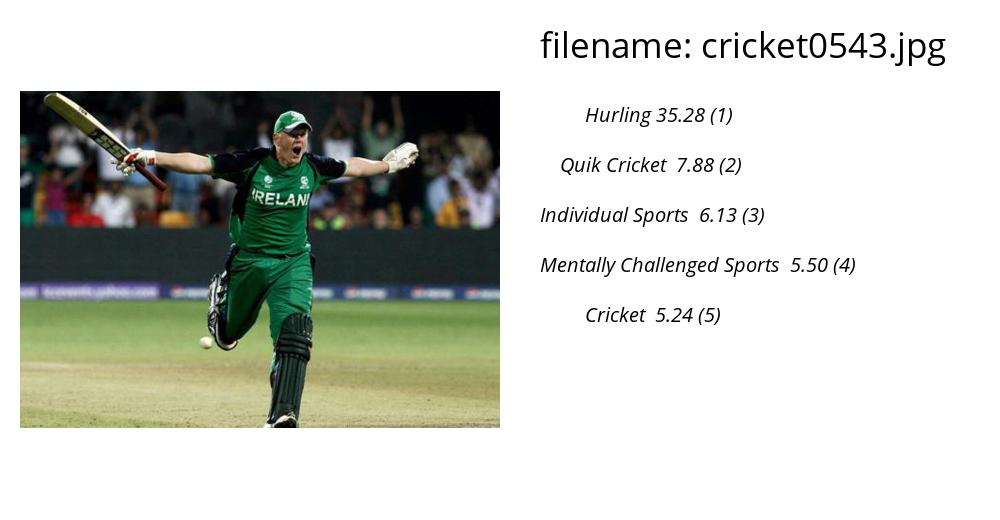 filename: cricket0543.jpg
Hurling 35.28 (1)
Quik Cricket 7.88 (2)
Individual Sports 6.13 (3)
Mentally Challenged Sports 5.50 (4)
Cricket 5.24 (5)
IRELAND